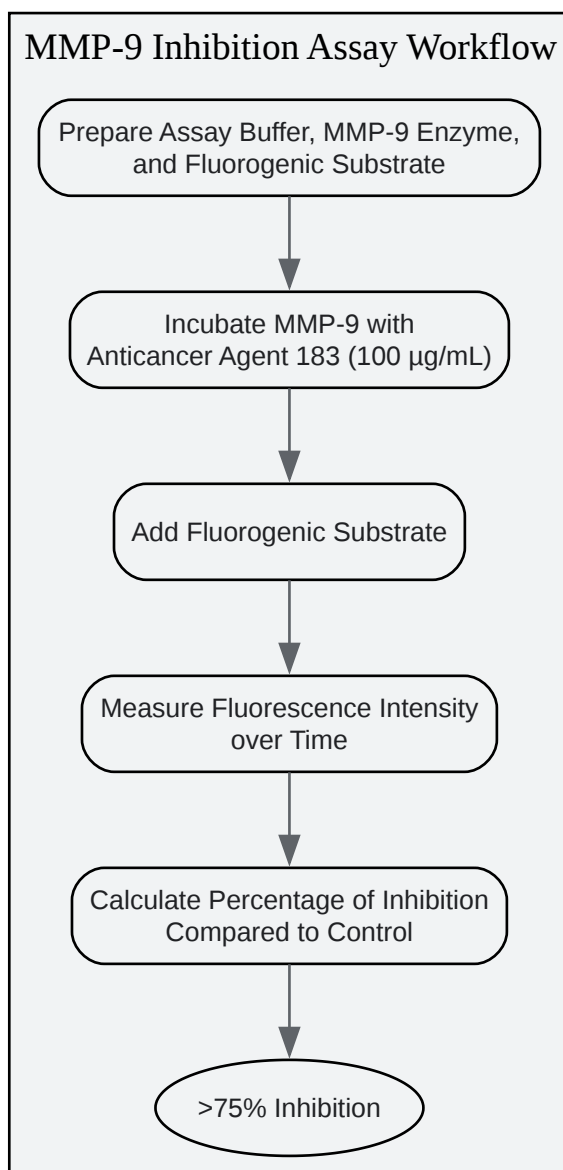 MMP-9 Inhibition Assay Workflow
Prepare Assay Buffer, MMP-9 Enzyme,
and Fluorogenic Substrate
Incubate MMP-9 with
Anticancer Agent 183 (100 µg/mL)
Add Fluorogenic Substrate
Measure Fluorescence Intensity
over Time
Calculate Percentage of Inhibition
Compared to Control
>75% Inhibition